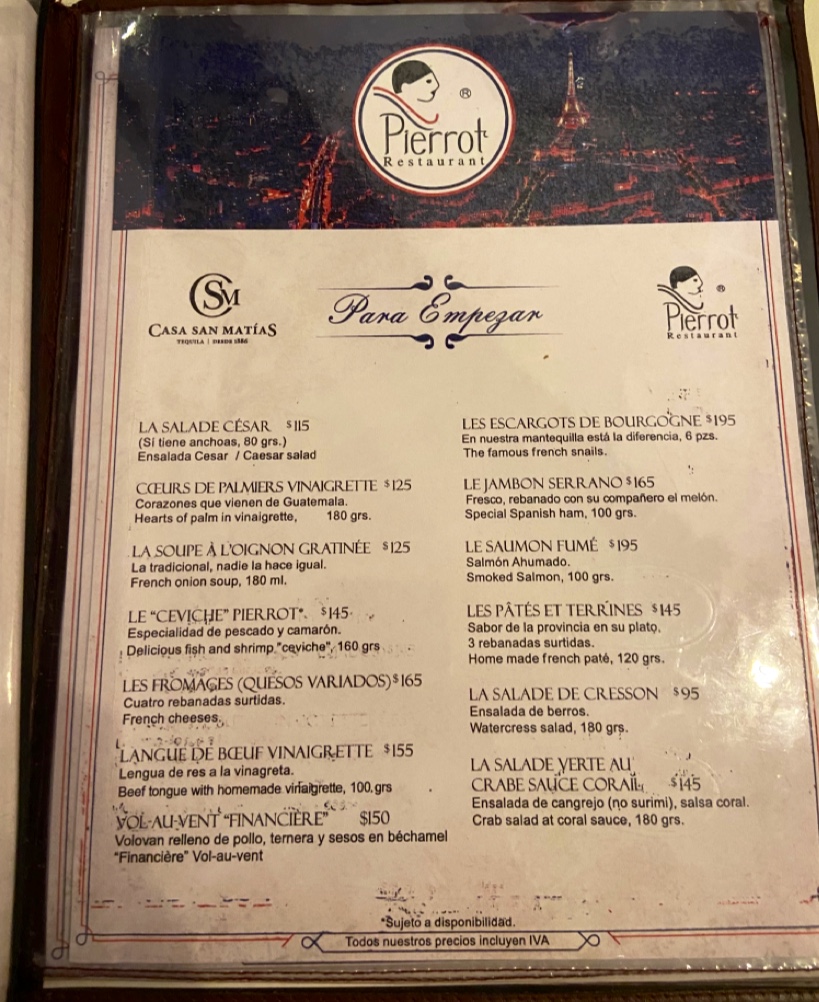 Pierrot
®
Restaurant
CSM
CASA SAN MATÍAS
TEQUILA | DESDE 1886
Para Empezar
Pierrot
®
Restaurant
LA SALADE CÉSAR $115
(Sí tiene anchoas, 80 grs.)
Ensalada Cesar / Caesar salad
CŒURS DE PALMIERS VINAIGRETTE $125
Corazones que vienen de Guatemala.
Hearts of palm in vinaigrette, 180 grs.
LA SOUPE À L'OIGNON GRATINÉE $125
La tradicional, nadie la hace igual.
French onion soup, 180 ml.
LE "CEVICHE" PIERROT*. $145
Especialidad de pescado y camarón.
Delicious fish and shrimp "ceviche", 160 grs
LES FROMAGES (QUESOS VARIADOS) $165
Cuatro rebanadas surtidas.
French cheeses.
LANGUE DE BŒUF VINAIGRETTE $155
Lengua de res a la vinagreta.
Beef tongue with homemade vinaigrette, 100 grs
VOL-AU-VENT "FINANCIÈRE" $150
Volovan relleno de pollo, ternera y sesos en béchamel
"Financière" Vol-au-vent
LES ESCARGOTS DE BOURGOGNE $195
En nuestra mantequilla está la diferencia, 6 pzs.
The famous french snails.
LE JAMBON SERRANO $165
Fresco, rebanado con su compañero el melón.
Special Spanish ham, 100 grs.
LE SAUMON FUMÉ $195
Salmón Ahumado.
Smoked Salmon, 100 grs.
LES PÂTÉS ET TERRINES $145
Sabor de la provincia en su plato,
3 rebanadas surtidas.
Home made french paté, 120 grs.
LA SALADE DE CRESSON $95
Ensalada de berros.
Watercress salad, 180 grs.
LA SALADE VERTE AU
CRABE SAUCE CORAIL $145
Ensalada de cangrejo (no surimi), salsa coral.
Crab salad at coral sauce, 180 grs.
*Sujeto a disponibilidad.
Todos nuestros precios incluyen IVA